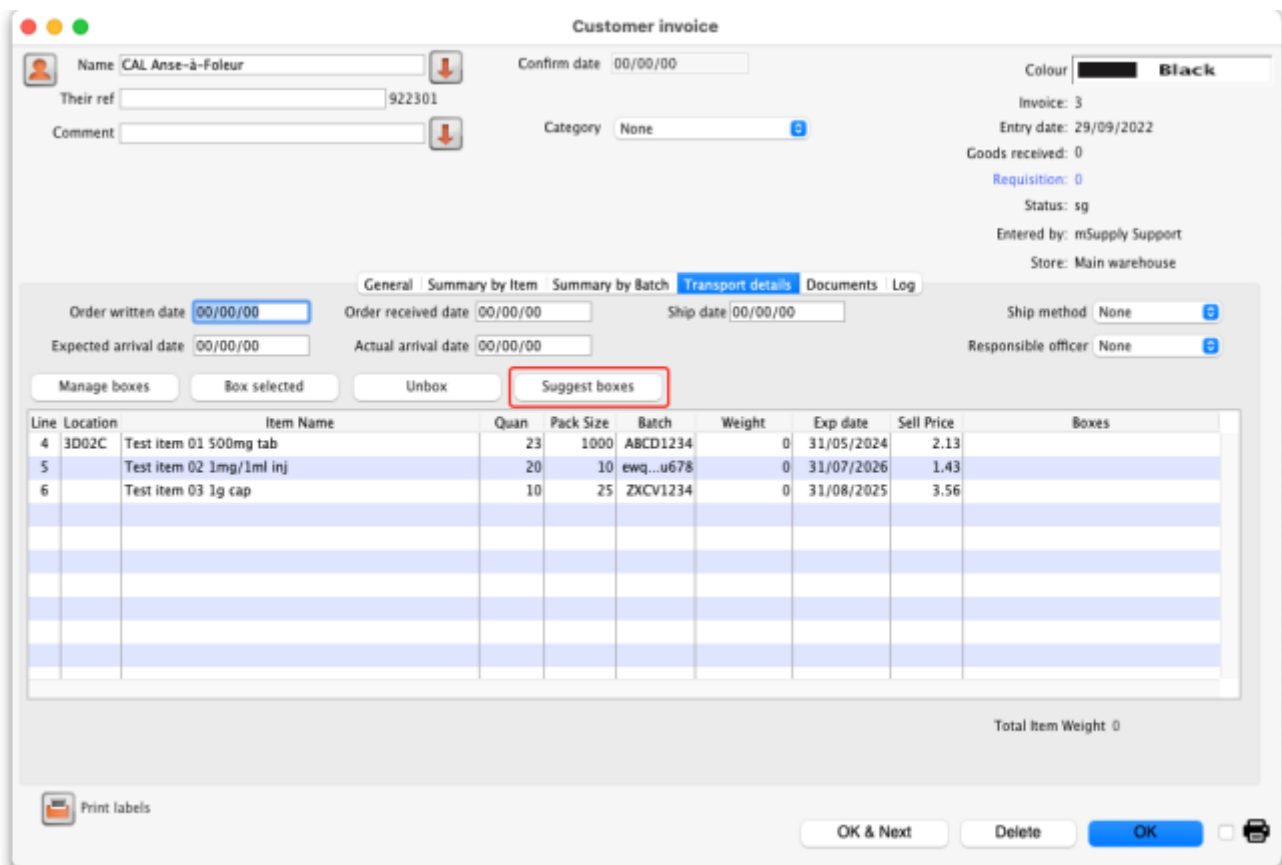 Customer invoice
Name CAL Anse-à-Foleur Confirm date 00/00/00 Colour Black
Their ref 922301 Invoice: 3
Comment Category None Entry date: 29/09/2022
Goods received: 0
Requisition: 0
Status: sg
Entered by: mSupply Support
Store: Main warehouse
General Summary by Item Summary by Batch Transport details Documents Log
Order written date 00/00/00 Order received date 00/00/00 Ship date 00/00/00 Ship method None
Expected arrival date 00/00/00 Actual arrival date 00/00/00 Responsible officer None
Manage boxes Box selected Unbox Suggest boxes
Line Location Item Name Quan Pack Size Batch Weight Exp date Sell Price Boxes
4 3D02C Test item 01 500mg tab 23 1000 ABCD1234 0 31/05/2024 2.13
5 Test item 02 1mg/1ml inj 20 10 ewq...u678 0 31/07/2026 1.43
6 Test item 03 1g cap 10 25 ZXCV1234 0 31/08/2025 3.56
Total Item Weight 0
Print labels
OK & Next Delete OK